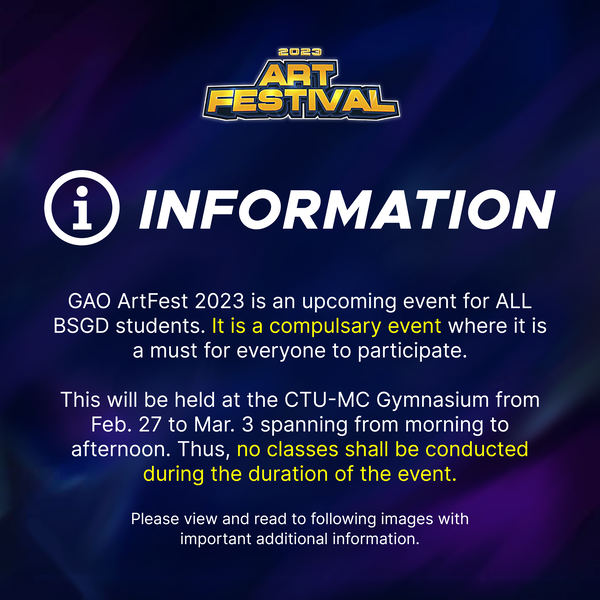 2023
ART
FESTIVAL
i INFORMATION
GAO ArtFest 2023 is an upcoming event for ALL
BSGD students. It is a compulsary event where it is
a must for everyone to participate.
This will be held at the CTU-MC Gymnasium from
Feb. 27 to Mar. 3 spanning from morning to
afternoon. Thus, no classes shall be conducted
during the duration of the event.
Please view and read to following images with
important additional information.